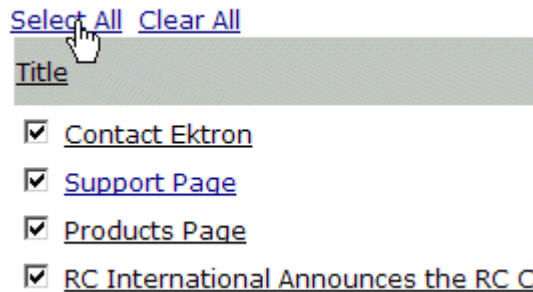 Select All Clear All
Title
Contact Ektron
Support Page
Products Page
RC International Announces the RC